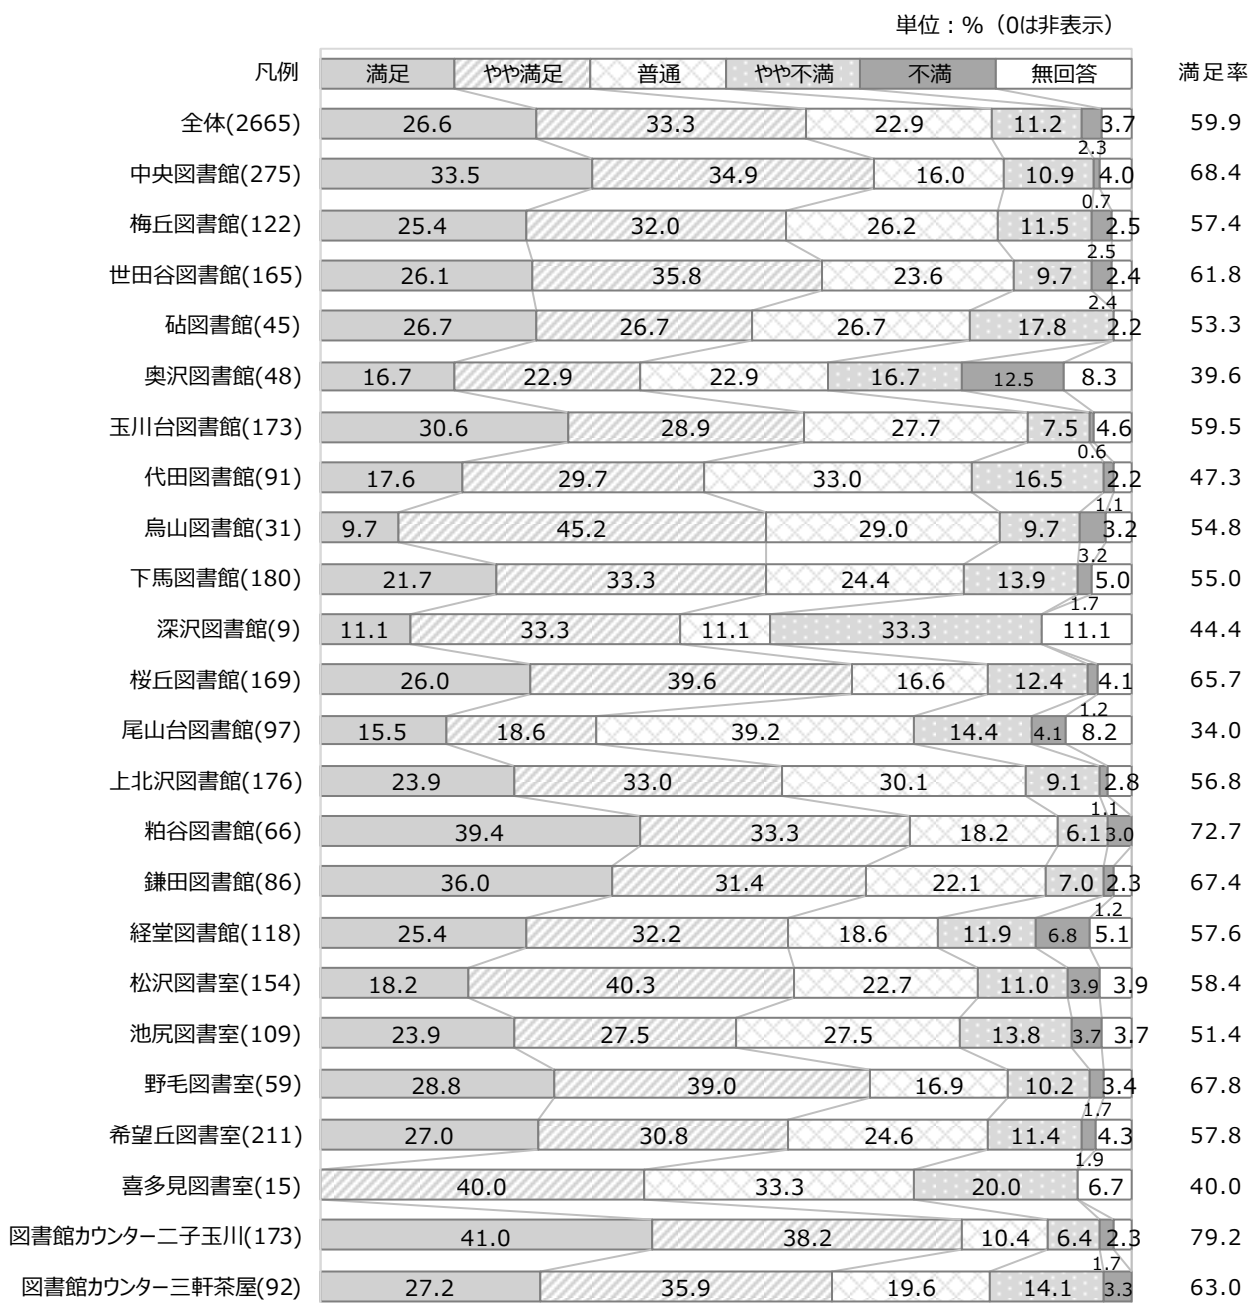 単位：%（0は非表示）
凡例 満足 やや満足 普通 やや不満 不満 無回答 満足率
全体(2665) 26.6 33.3 22.9 11.2 2.3 3.7 59.9
中央図書館(275) 33.5 34.9 16.0 10.9 0.7 4.0 68.4
梅丘図書館(122) 25.4 32.0 26.2 11.5 2.5 2.5 57.4
世田谷図書館(165) 26.1 35.8 23.6 9.7 2.4 2.4 61.8
砧図書館(45) 26.7 26.7 26.7 17.8 2.2 53.3
奥沢図書館(48) 16.7 22.9 22.9 16.7 12.5 8.3 39.6
玉川台図書館(173) 30.6 28.9 27.7 7.5 0.6 4.6 59.5
代田図書館(91) 17.6 29.7 33.0 16.5 1.1 2.2 47.3
烏山図書館(31) 9.7 45.2 29.0 9.7 3.2 3.2 54.8
下馬図書館(180) 21.7 33.3 24.4 13.9 1.7 5.0 55.0
深沢図書館(9) 11.1 33.3 11.1 33.3 11.1 44.4
桜丘図書館(169) 26.0 39.6 16.6 12.4 1.2 4.1 65.7
尾山台図書館(97) 15.5 18.6 39.2 14.4 4.1 8.2 34.0
上北沢図書館(176) 23.9 33.0 30.1 9.1 1.1 2.8 56.8
粕谷図書館(66) 39.4 33.3 18.2 6.1 3.0 72.7
鎌田図書館(86) 36.0 31.4 22.1 7.0 1.2 2.3 67.4
経堂図書館(118) 25.4 32.2 18.6 11.9 6.8 5.1 57.6
松沢図書室(154) 18.2 40.3 22.7 11.0 3.9 3.9 58.4
池尻図書室(109) 23.9 27.5 27.5 13.8 3.7 3.7 51.4
野毛図書室(59) 28.8 39.0 16.9 10.2 1.7 3.4 67.8
希望丘図書室(211) 27.0 30.8 24.6 11.4 1.9 4.3 57.8
喜多見図書室(15) 40.0 33.3 20.0 6.7 40.0
図書館カウンター二子玉川(173) 41.0 38.2 10.4 6.4 1.7 2.3 79.2
図書館カウンター三軒茶屋(92) 27.2 35.9 19.6 14.1 3.3 63.0